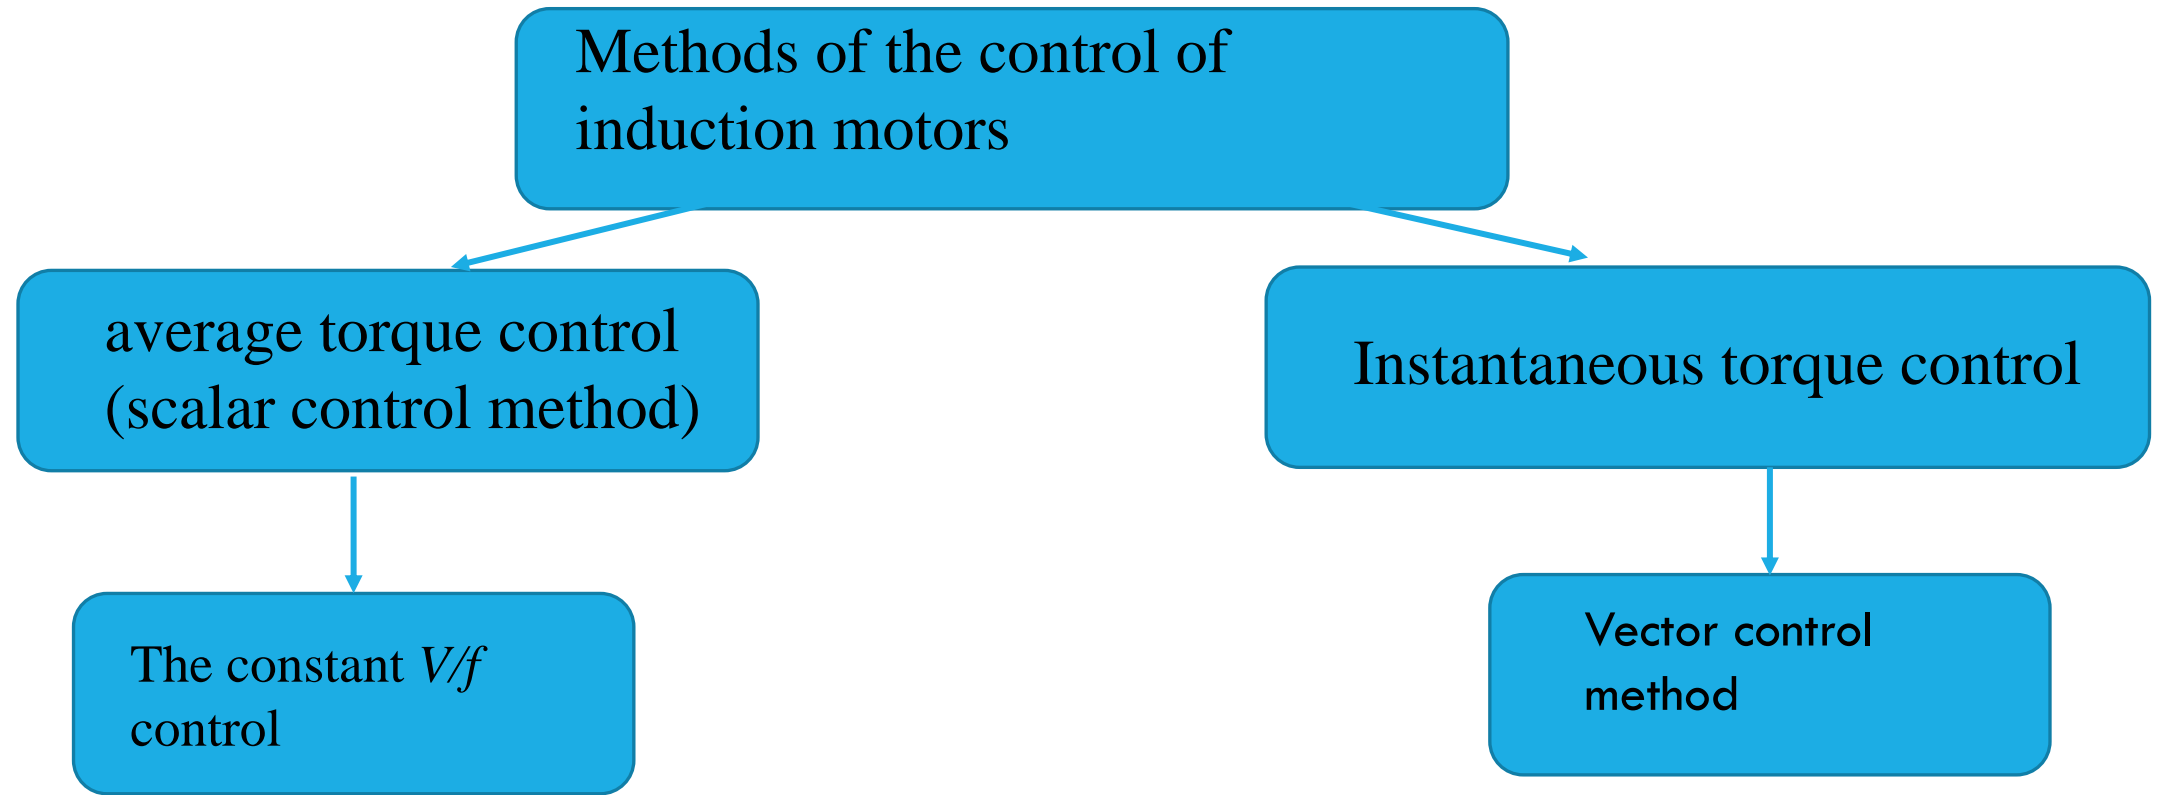 Methods of the control of
induction motors
average torque control
(scalar control method)
Instantaneous torque control
The constant V/f
control
Vector control
method